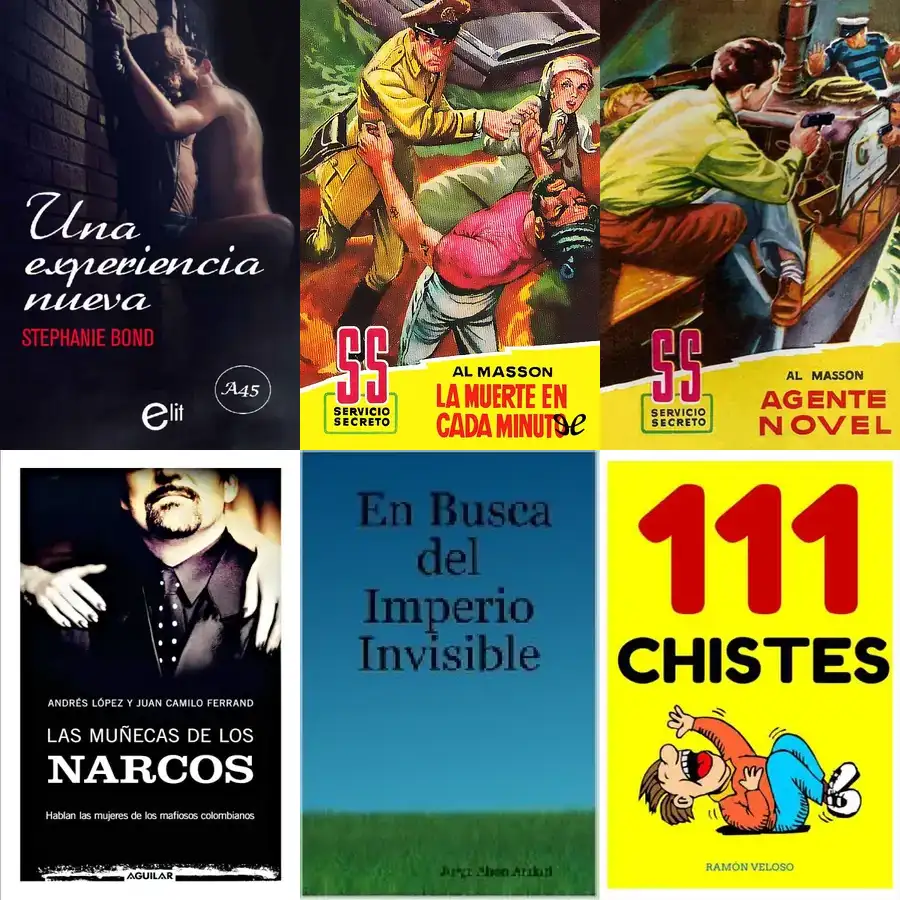 Una
experiencia
nueva
STEPHANIE BOND
A45
elit
SS
SERVICIO
SECRETO
AL MASSON
LA MUERTE EN
CADA MINUTO
SS
SERVICIO
SECRETO
AL MASSON
AGENTE
NOVEL
ANDRÉS LÓPEZ Y JUAN CAMILO FERRAND
LAS MUÑECAS DE LOS
NARCOS
Hablan las mujeres de los mafiosos colombianos
AGUILAR
En Busca
del
Imperio
Invisible
Jorge
111
CHISTES
RAMÓN VELOSO